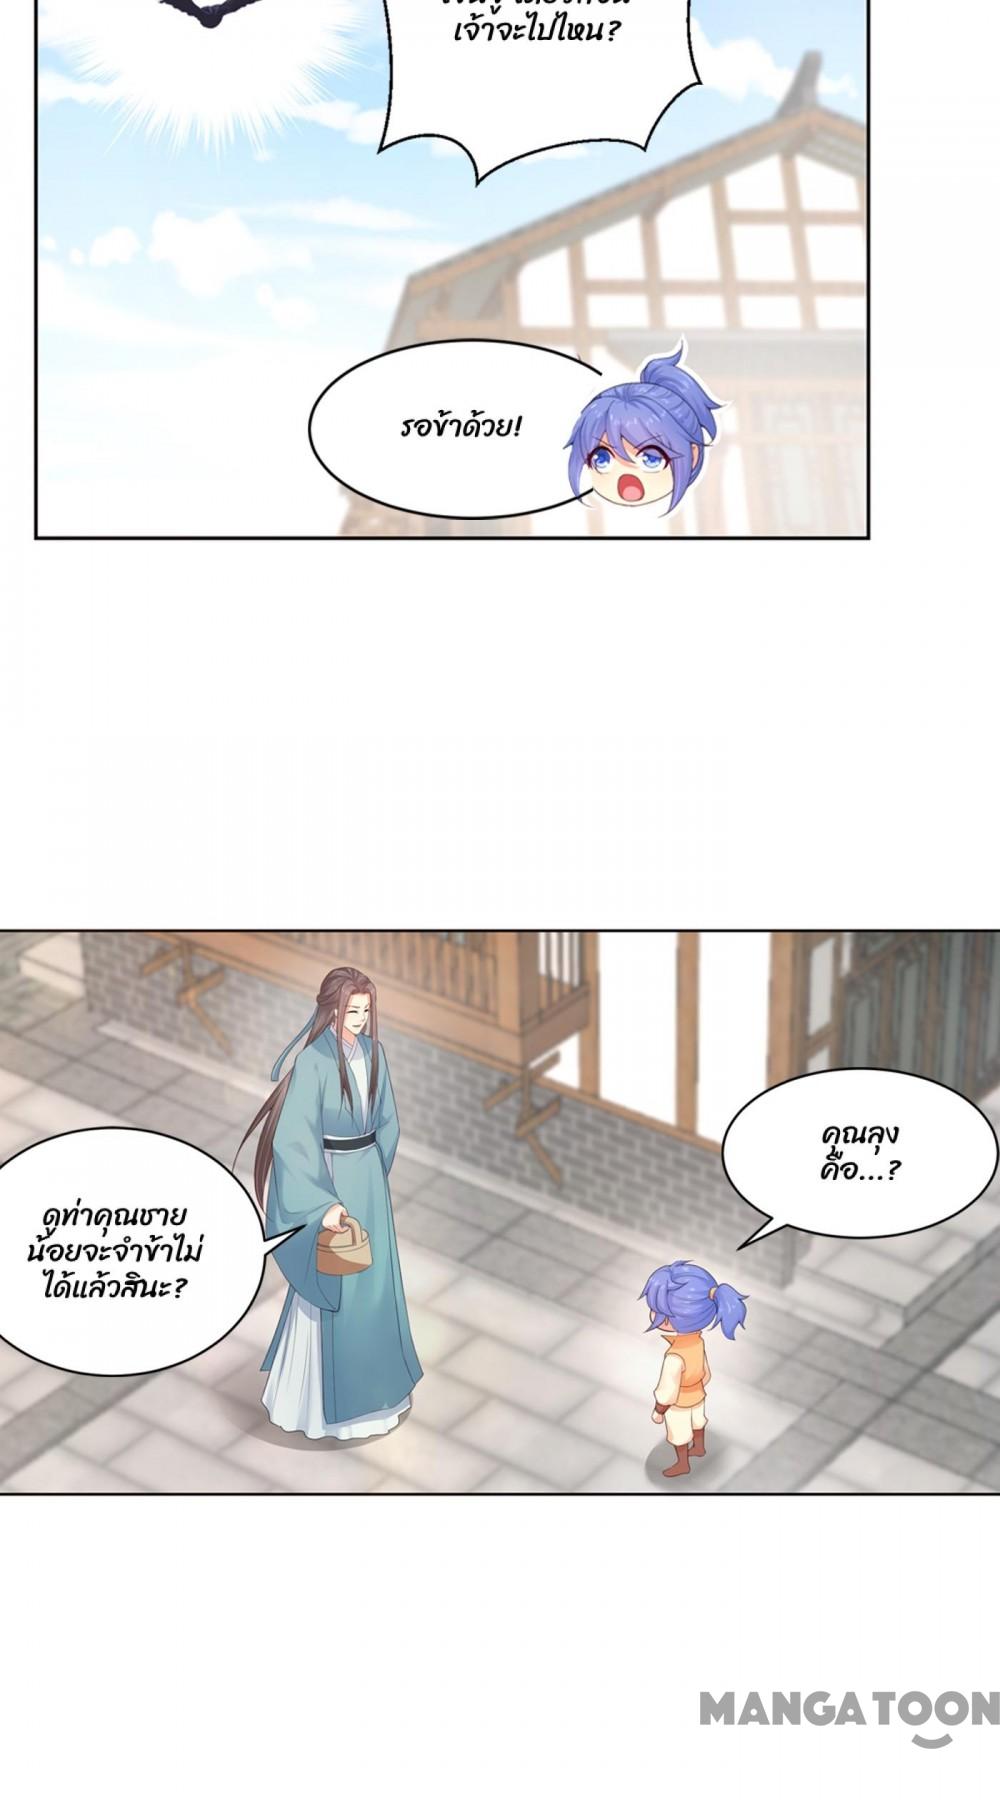 เจ้าจะไปไหน?
รอข้าด้วย!
คุณลุง
คือ...?
ดูท่าคุณชาย
น้อยจะจำข้าไม่
ได้แล้วสินะ?
MANGATOON